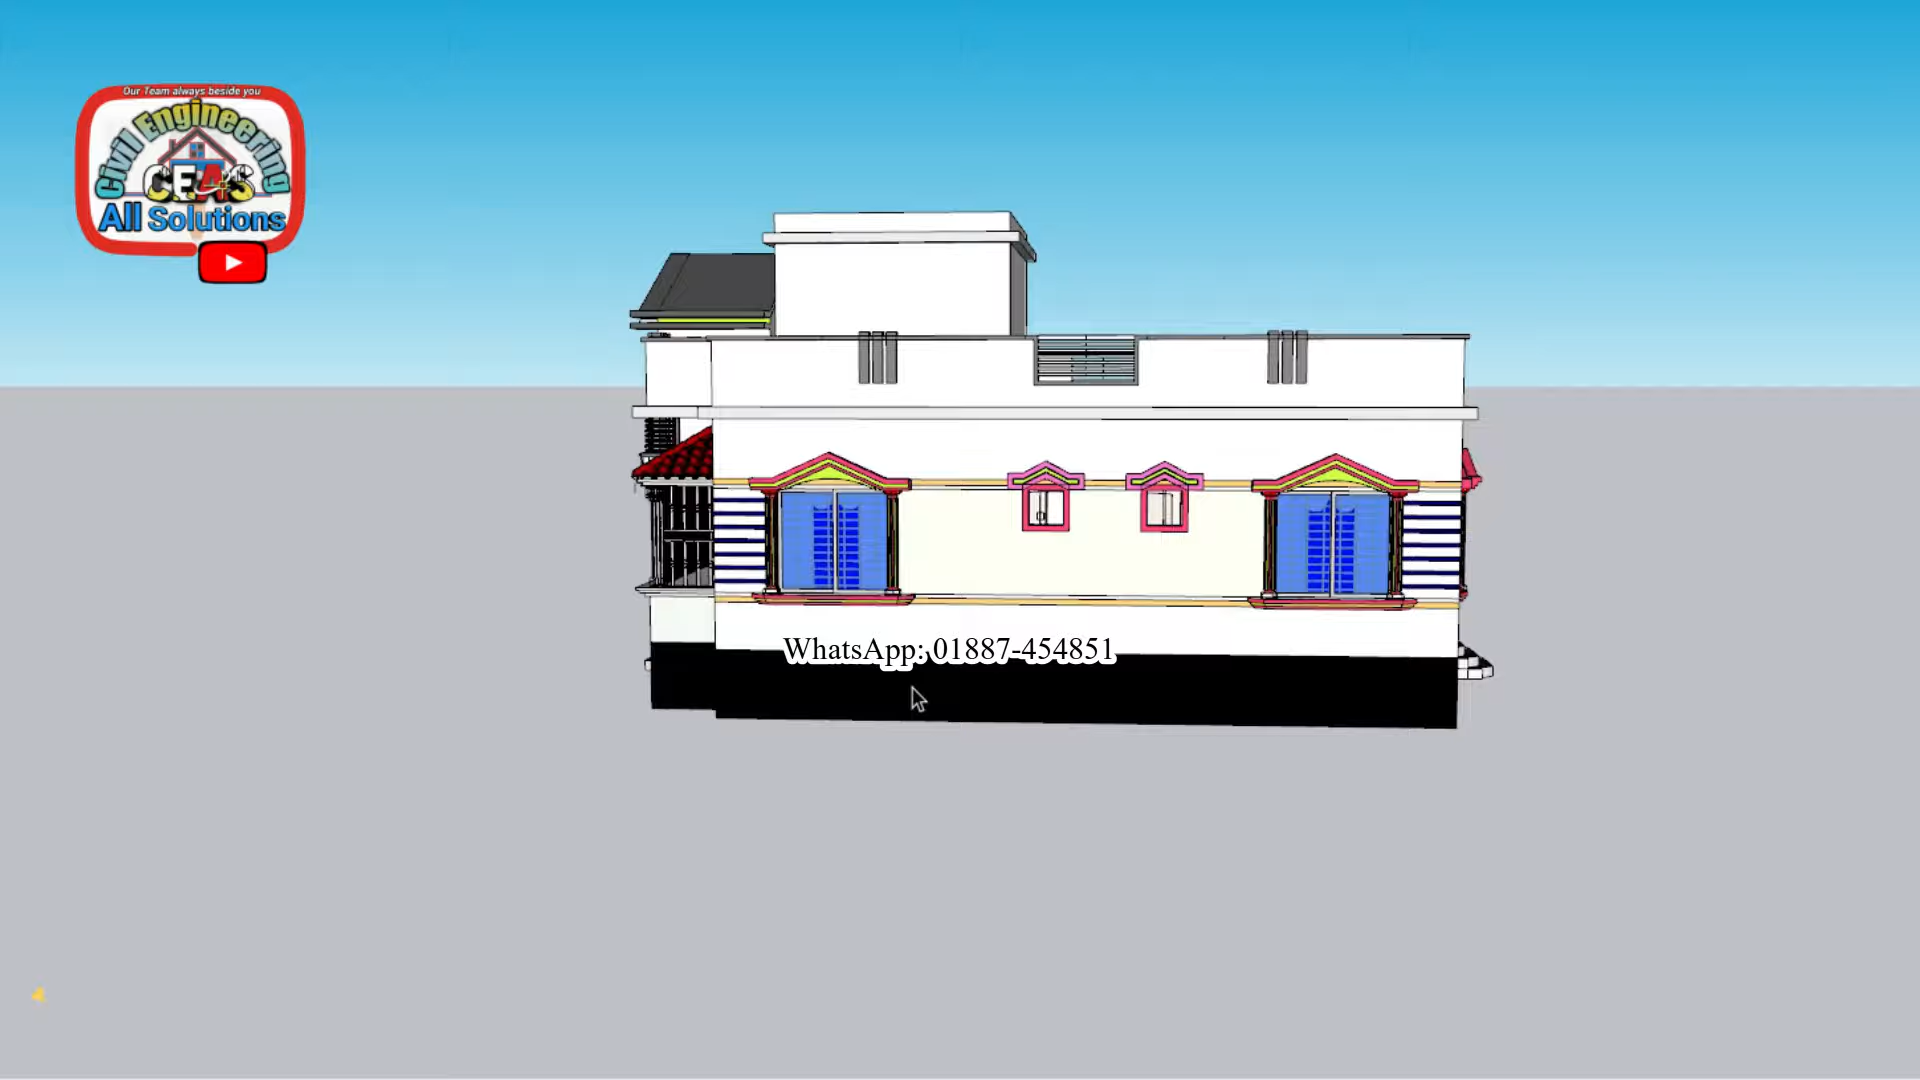 Our Team always beside you
Civil Engineering
CEAS
All Solutions
WhatsApp: 01887-454851